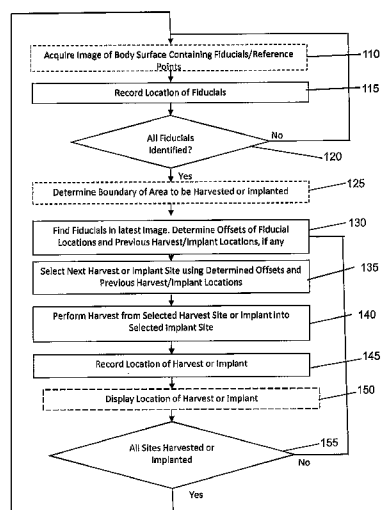 Acquire Image of Body Surface Containing Fiducials/Reference
Points
110
Record Location of Fiducials
115
All Fiducials
Identified?
No
120
Yes
Determine Boundary of Area to be Harvested or Implanted
125
Find Fiducials in latest Image. Determine Offsets of Fiducial
Locations and Previous Harvest/Implant Locations, if any
130
Select Next Harvest or Implant Site using Determined Offsets and
Previous Harvest/Implant Locations
135
Perform Harvest from Selected Harvest Site or Implant into
Selected Implant Site
140
Record Location of Harvest or Implant
145
Display Location of Harvest or Implant
150
All Sites Harvested or
Implanted
155
No
Yes